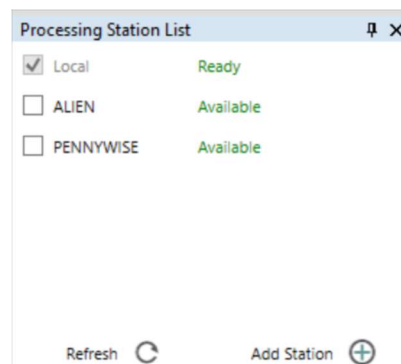 Processing Station List
Local Ready
ALIEN Available
PENNYWISE Available
Refresh Add Station